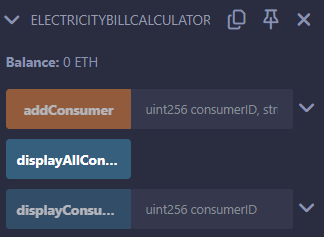 ELECTRICITYBILLCALCULATOR
Balance: 0 ETH
addConsumer uint256 consumerID, str
displayAllCon...
displayConsu... uint256 consumerID